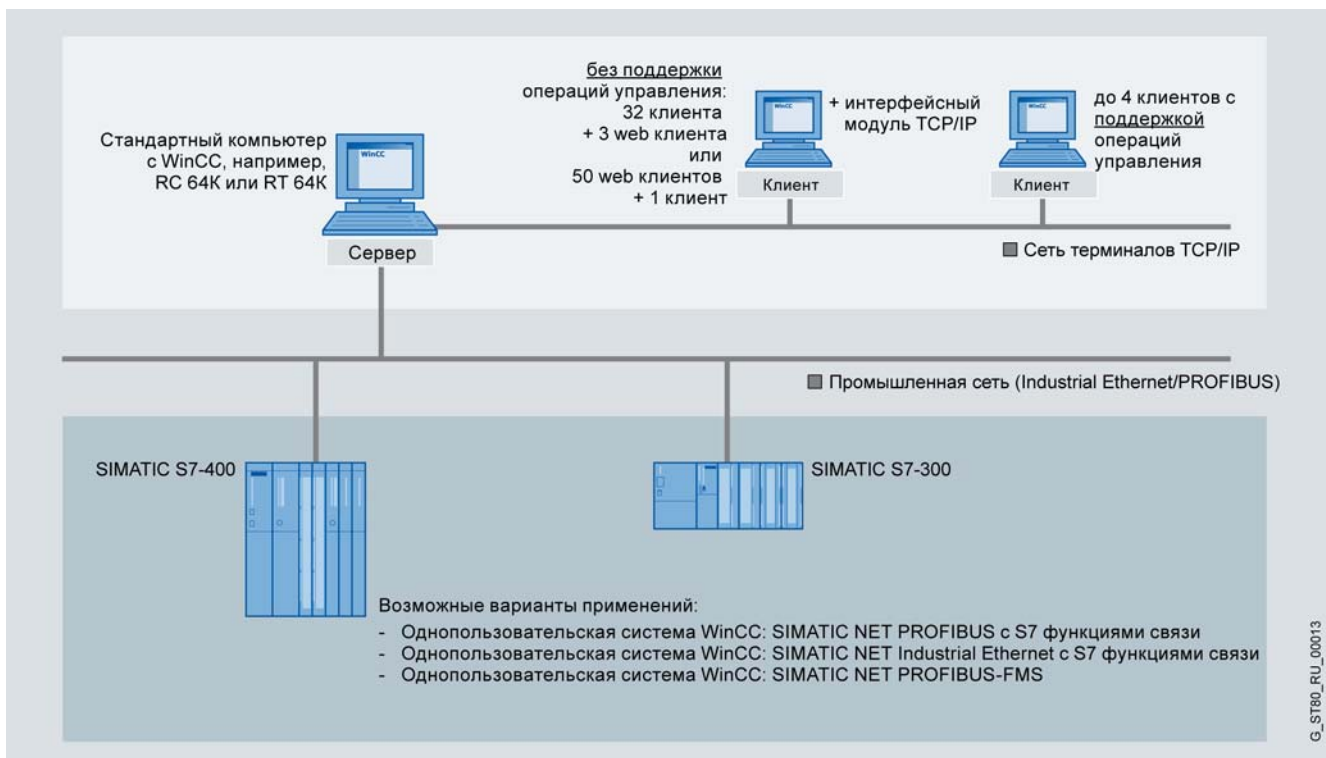 без поддержки
операций управления:
32 клиента
+ 3 web клиента
или
50 web клиентов
+ 1 клиент
WinCC
+ интерфейсный
модуль TCP/IP
Клиент
WinCC
до 4 клиентов с
поддержкой
операций
управления
Клиент
Стандартный компьютер
с WinCC, например,
RC 64К или RT 64К
WinCC
Сервер
Сеть терминалов TCP/IP
Промышленная сеть (Industrial Ethernet/PROFIBUS)
SIMATIC S7-400
SIMATIC S7-300
Возможные варианты применений:
- Однопользовательская система WinCC: SIMATIC NET PROFIBUS с S7 функциями связи
- Однопользовательская система WinCC: SIMATIC NET Industrial Ethernet с S7 функциями связи
- Однопользовательская система WinCC: SIMATIC NET PROFIBUS-FMS
G_ST80_RU_00013